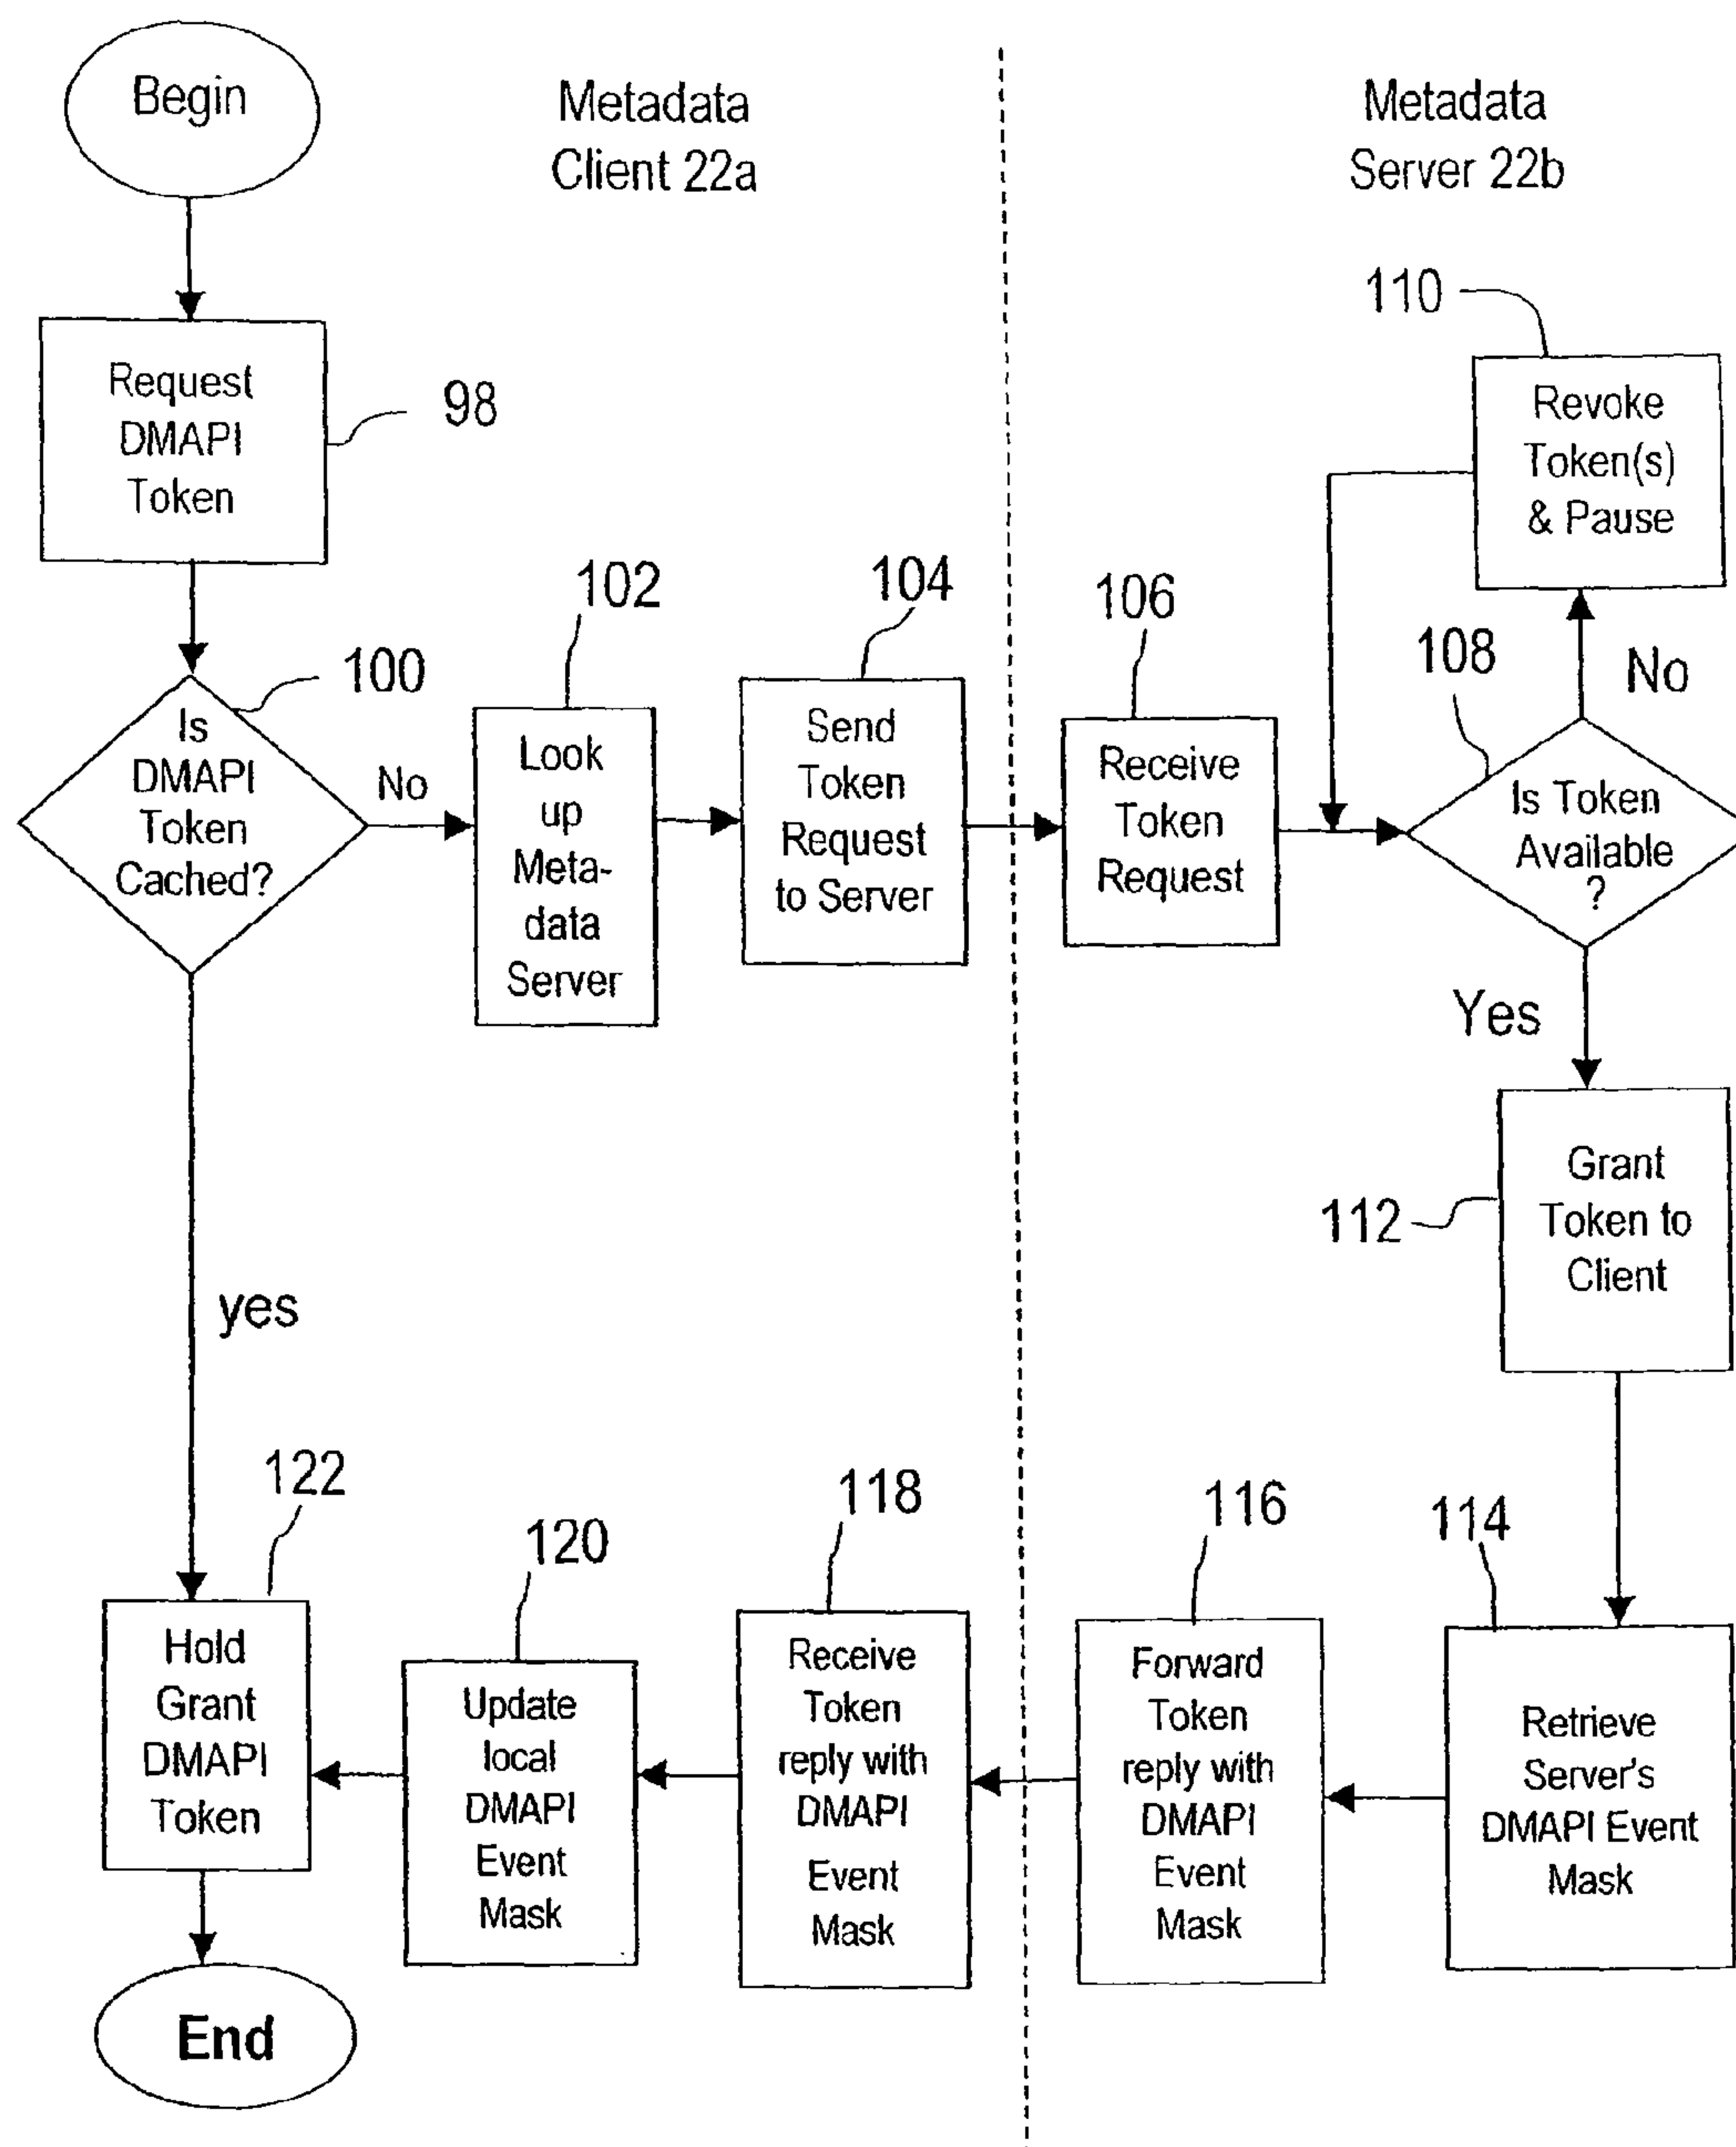 Begin
Metadata
Client 22a
Metadata
Server 22b
Request
DMAPI
Token
98
110
Revoke
Token(s)
& Pause
Is
DMAPI
Token
Cached?
100
No
102
Look
up
Meta-
data
Server
104
Send
Token
Request
to Server
106
Receive
Token
Request
108
No
Is Token
Available
?
Yes
112
Grant
Token to
Client
yes
122
Hold
Grant
DMAPI
Token
120
Update
local
DMAPI
Event
Mask
118
Receive
Token
reply with
DMAPI
Event
Mask
116
Forward
Token
reply with
DMAPI
Event
Mask
114
Retrieve
Server's
DMAPI Event
Mask
End